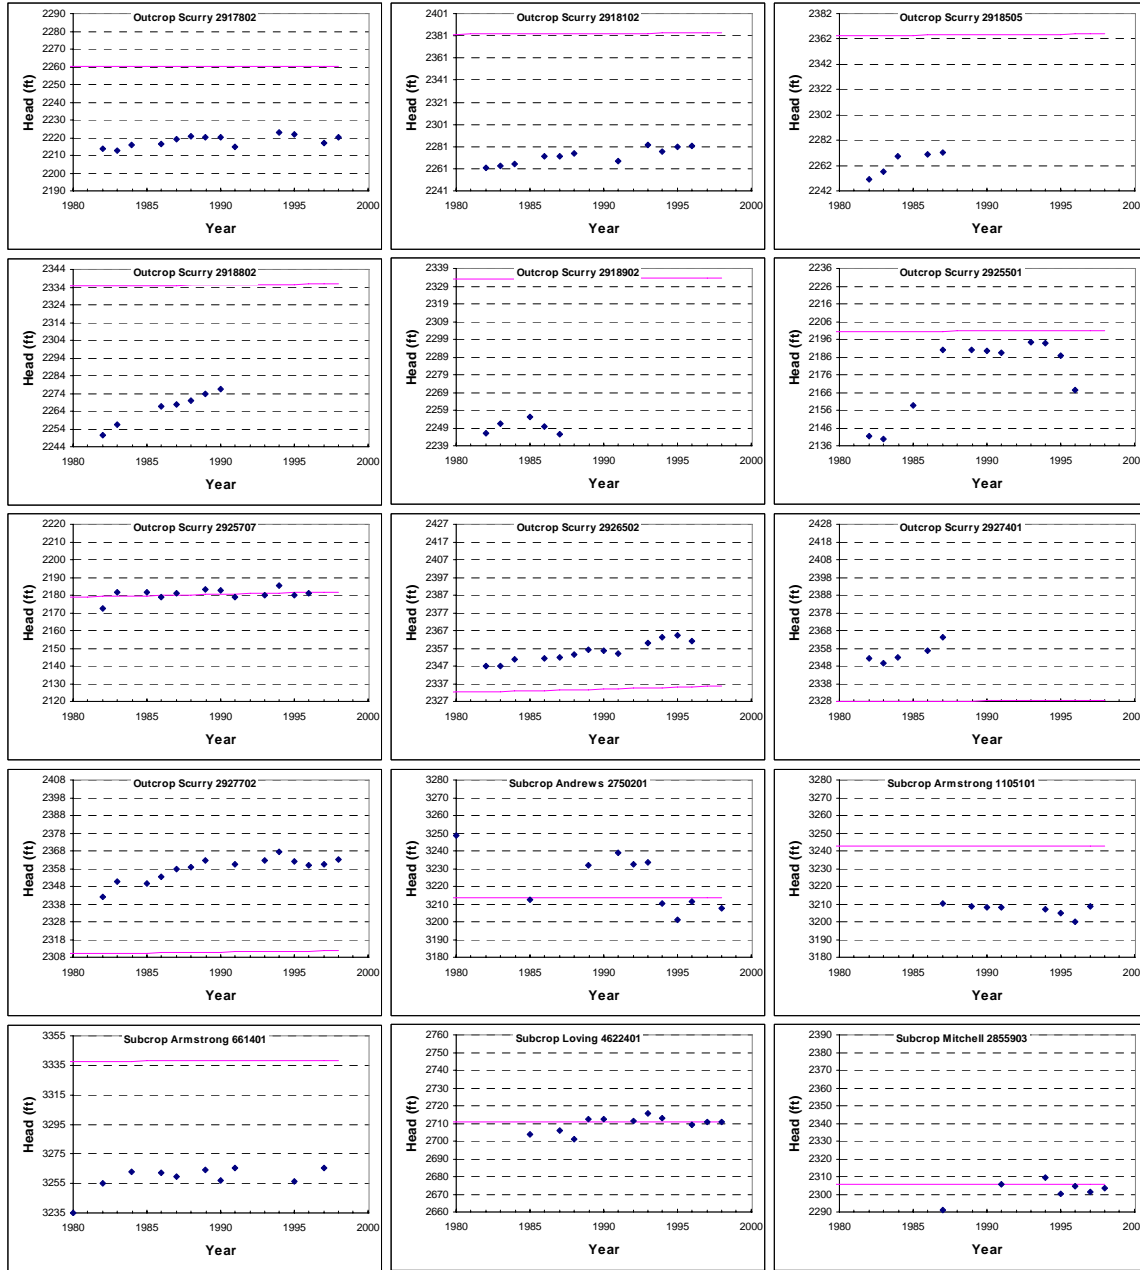 Outcrop Scurry 2917802
Head (ft)
2290
2280
2270
2260
2250
2240
2230
2220
2210
2200
2190
1980 1985 1990 1995 2000
Year
Outcrop Scurry 2918102
Head (ft)
2401
2381
2361
2341
2321
2301
2281
2261
2241
1980 1985 1990 1995 2000
Year
Outcrop Scurry 2918505
Head (ft)
2382
2362
2342
2322
2302
2282
2262
2242
1980 1985 1990 1995 200
Year
Outcrop Scurry 2918802
Head (ft)
2344
2334
2324
2314
2304
2294
2284
2274
2264
2254
2244
1980 1985 1990 1995 2000
Year
Outcrop Scurry 2918902
Head (ft)
2339
2329
2319
2309
2299
2289
2279
2269
2259
2249
2239
1980 1985 1990 1995 2000
Year
Outcrop Scurry 2925501
Head (ft)
2236
2226
2216
2206
2196
2186
2176
2166
2156
2146
2136
1980 1985 1990 1995 200
Year
Outcrop Scurry 2925707
Head (ft)
2220
2210
2200
2190
2180
2170
2160
2150
2140
2130
2120
1980 1985 1990 1995 2000
Year
Outcrop Scurry 2926502
Head (ft)
2427
2417
2407
2397
2387
2377
2367
2357
2347
2337
2327
1980 1985 1990 1995 2000
Year
Outcrop Scurry 2927401
Head (ft)
2428
2418
2408
2398
2388
2378
2368
2358
2348
2338
2328
1980 1985 1990 1995 200
Year
Outcrop Scurry 2927702
Head (ft)
2408
2398
2388
2378
2368
2358
2348
2338
2328
2318
2308
1980 1985 1990 1995 2000
Year
Subcrop Andrews 2750201
Head (ft)
3280
3270
3260
3250
3240
3230
3220
3210
3200
3190
3180
1980 1985 1990 1995 2000
Year
Subcrop Armstrong 1105101
Head (ft)
3280
3270
3260
3250
3240
3230
3220
3210
3200
3190
3180
1980 1985 1990 1995 200
Year
Subcrop Armstrong 661401
Head (ft)
3355
3335
3315
3295
3275
3255
3235
1980 1985 1990 1995 2000
Year
Subcrop Loving 4622401
Head (ft)
2760
2750
2740
2730
2720
2710
2700
2690
2680
2670
2660
1980 1985 1990 1995 2000
Year
Subcrop Mitchell 2855903
Head (ft)
2390
2380
2370
2360
2350
2340
2330
2320
2310
2300
2290
1980 1985 1990 1995 200
Year